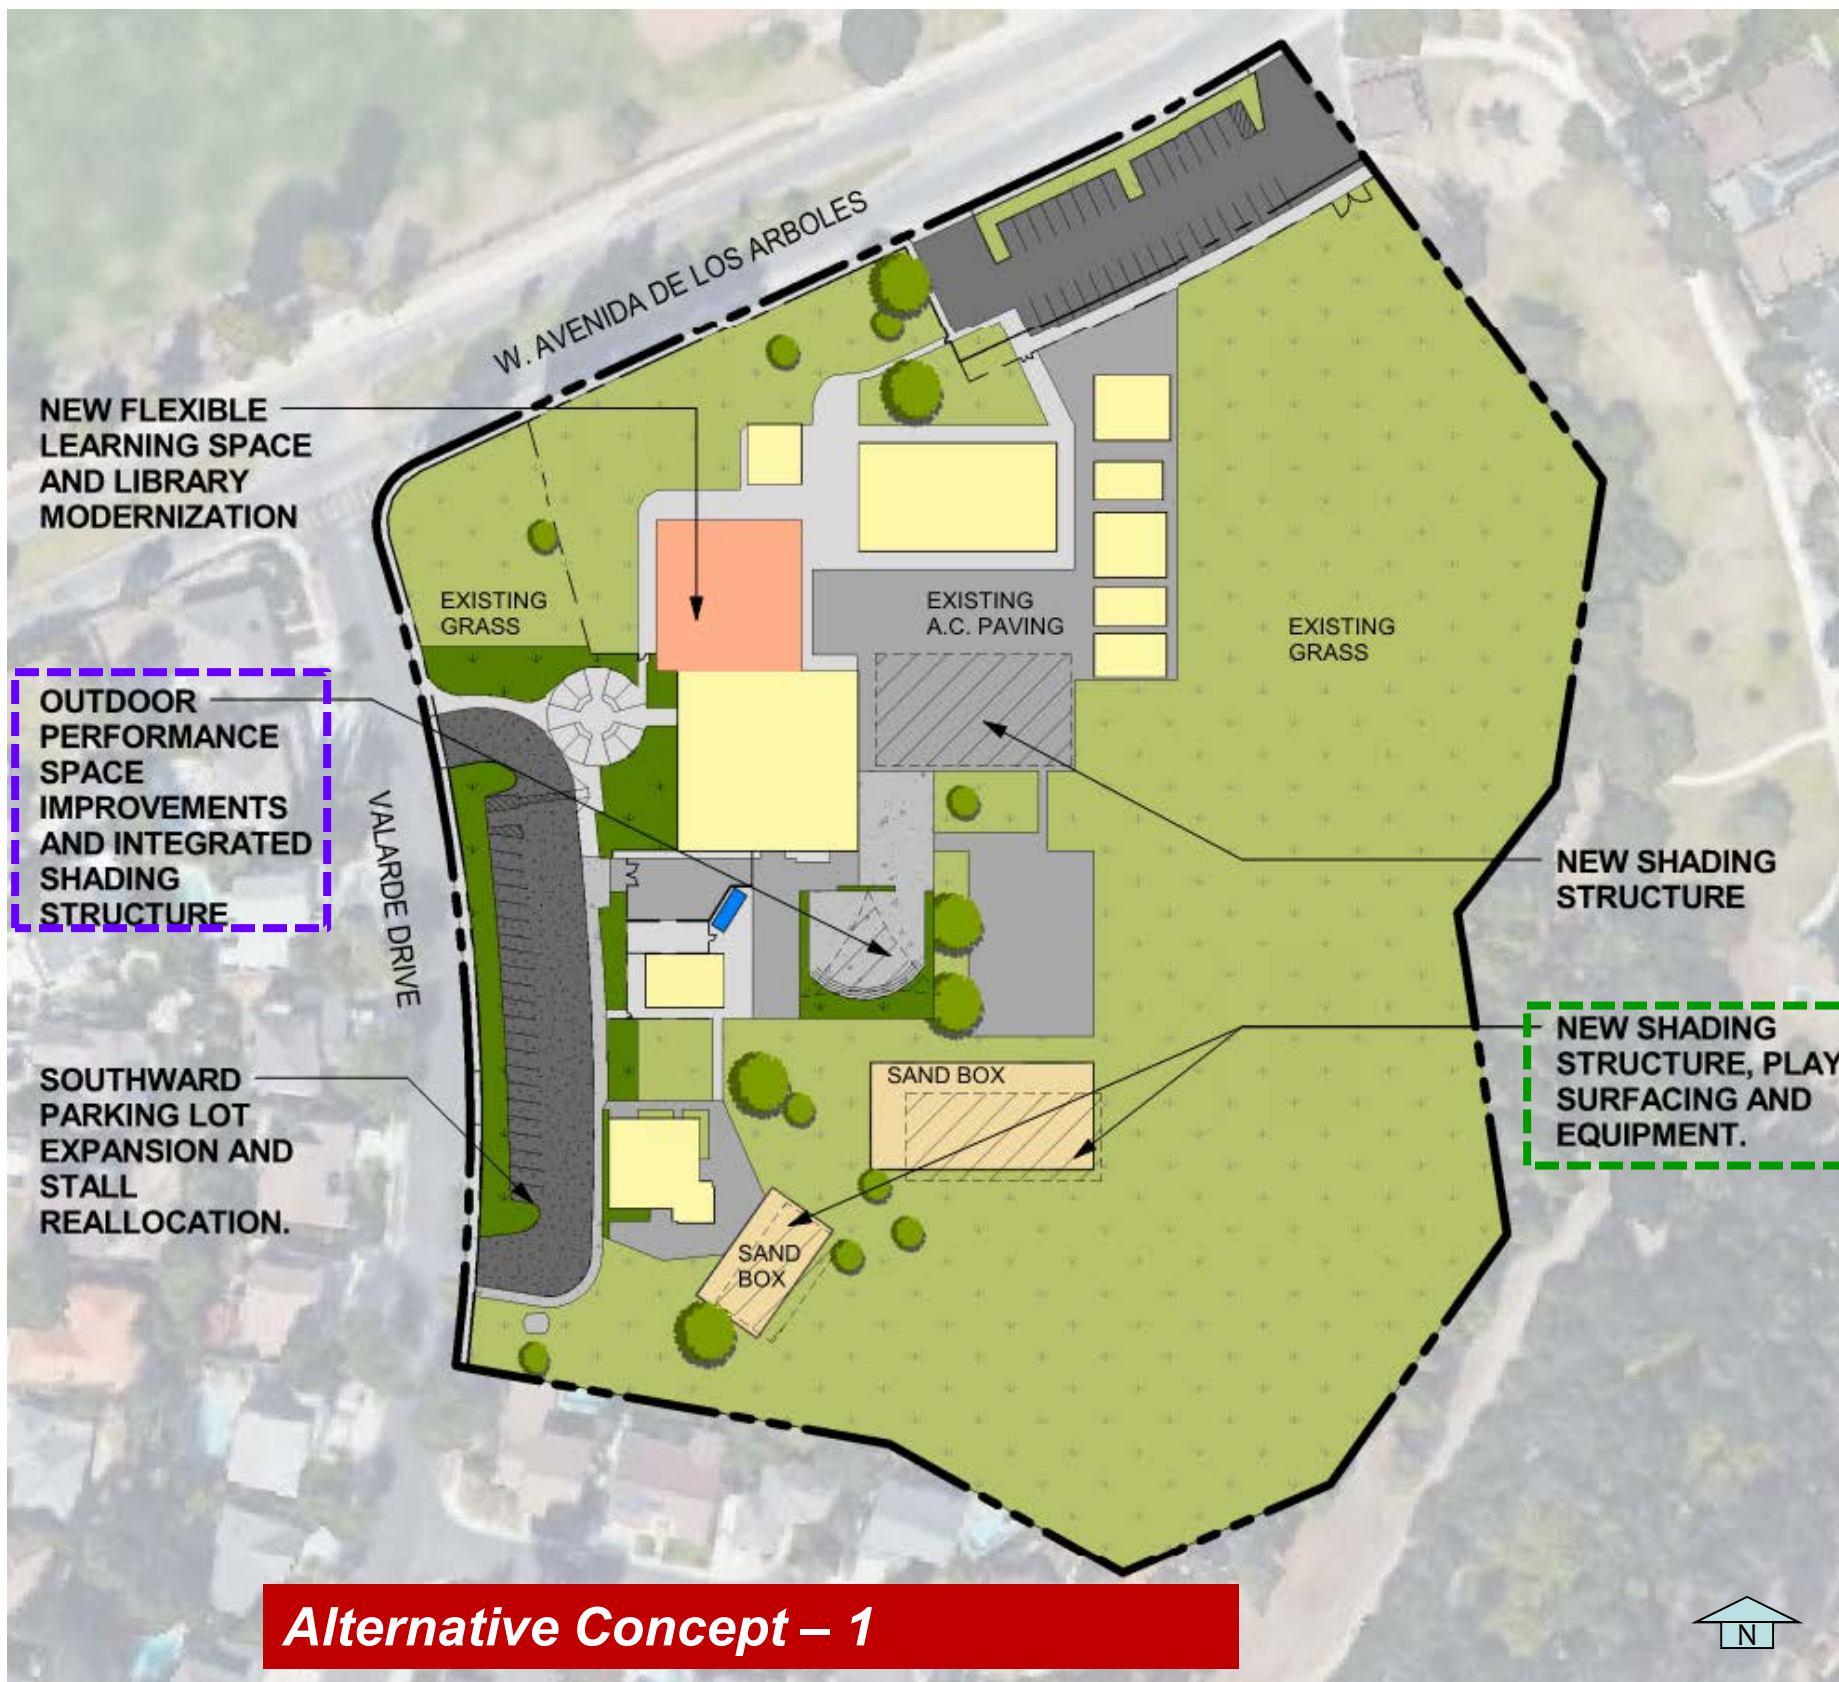 W. AVENIDA DE LOS ARBOLES
NEW FLEXIBLE
LEARNING SPACE
AND LIBRARY
MODERNIZATION
EXISTING
GRASS
EXISTING
A.C. PAVING
EXISTING
GRASS
OUTDOOR
PERFORMANCE
SPACE
IMPROVEMENTS
AND INTEGRATED
SHADING
STRUCTURE
VALARDE DRIVE
NEW SHADING
STRUCTURE
NEW SHADING
STRUCTURE, PLAY
SURFACING AND
EQUIPMENT.
SOUTHWARD
PARKING LOT
EXPANSION AND
STALL
REALLOCATION.
SAND BOX
SAND
BOX
Alternative Concept – 1
N